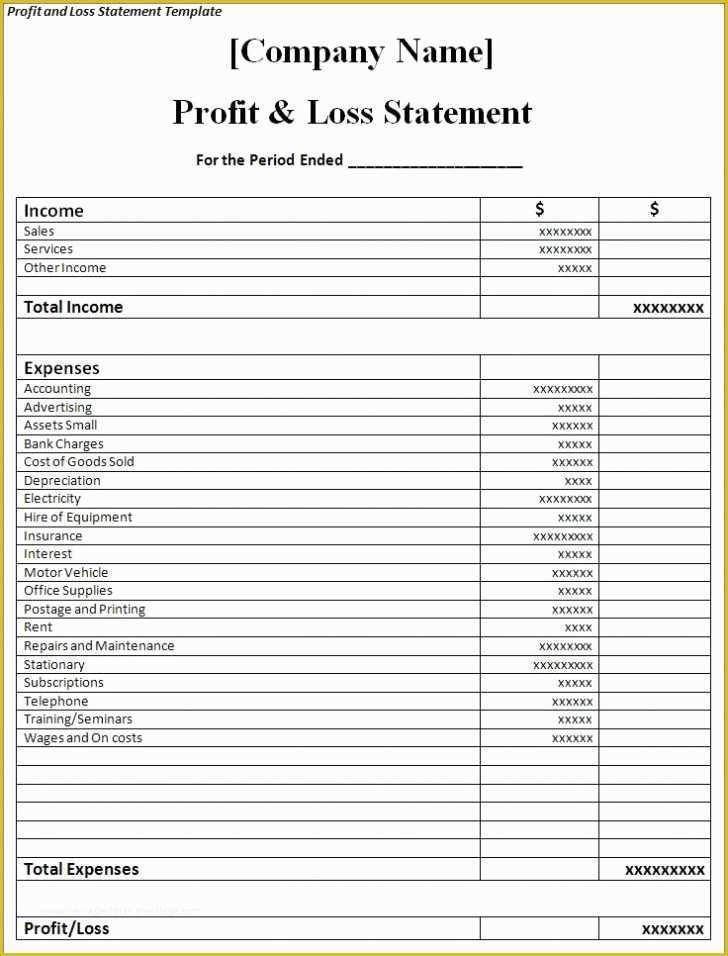 Profit and Loss Statement Template
[Company Name]
Profit & Loss Statement
For the Period Ended ____________________
Income $ $
Sales xxxxxxxx
Services xxxxxxxx
Other Income xxxxx
Total Income xxxxxxxx
Expenses
Accounting xxxxxxxxx
Advertising xxxxx
Assets Small xxxxxx
Bank Charges xxxxx
Cost of Goods Sold xxxxxx
Depreciation xxxx
Electricity xxxxxxxx
Hire of Equipment xxxxx
Insurance xxxxxxxxx
Interest xxxxx
Motor Vehicle xxxxxx
Office Supplies xxxxx
Postage and Printing xxxxxx
Rent xxxx
Repairs and Maintenance xxxxxxxx
Stationary xxxxxxxxx
Subscriptions xxxxx
Telephone xxxxxx
Training/Seminars xxxxx
Wages and On costs xxxxxx
Total Expenses xxxxxxxxx
Profit/Loss xxxxxxx